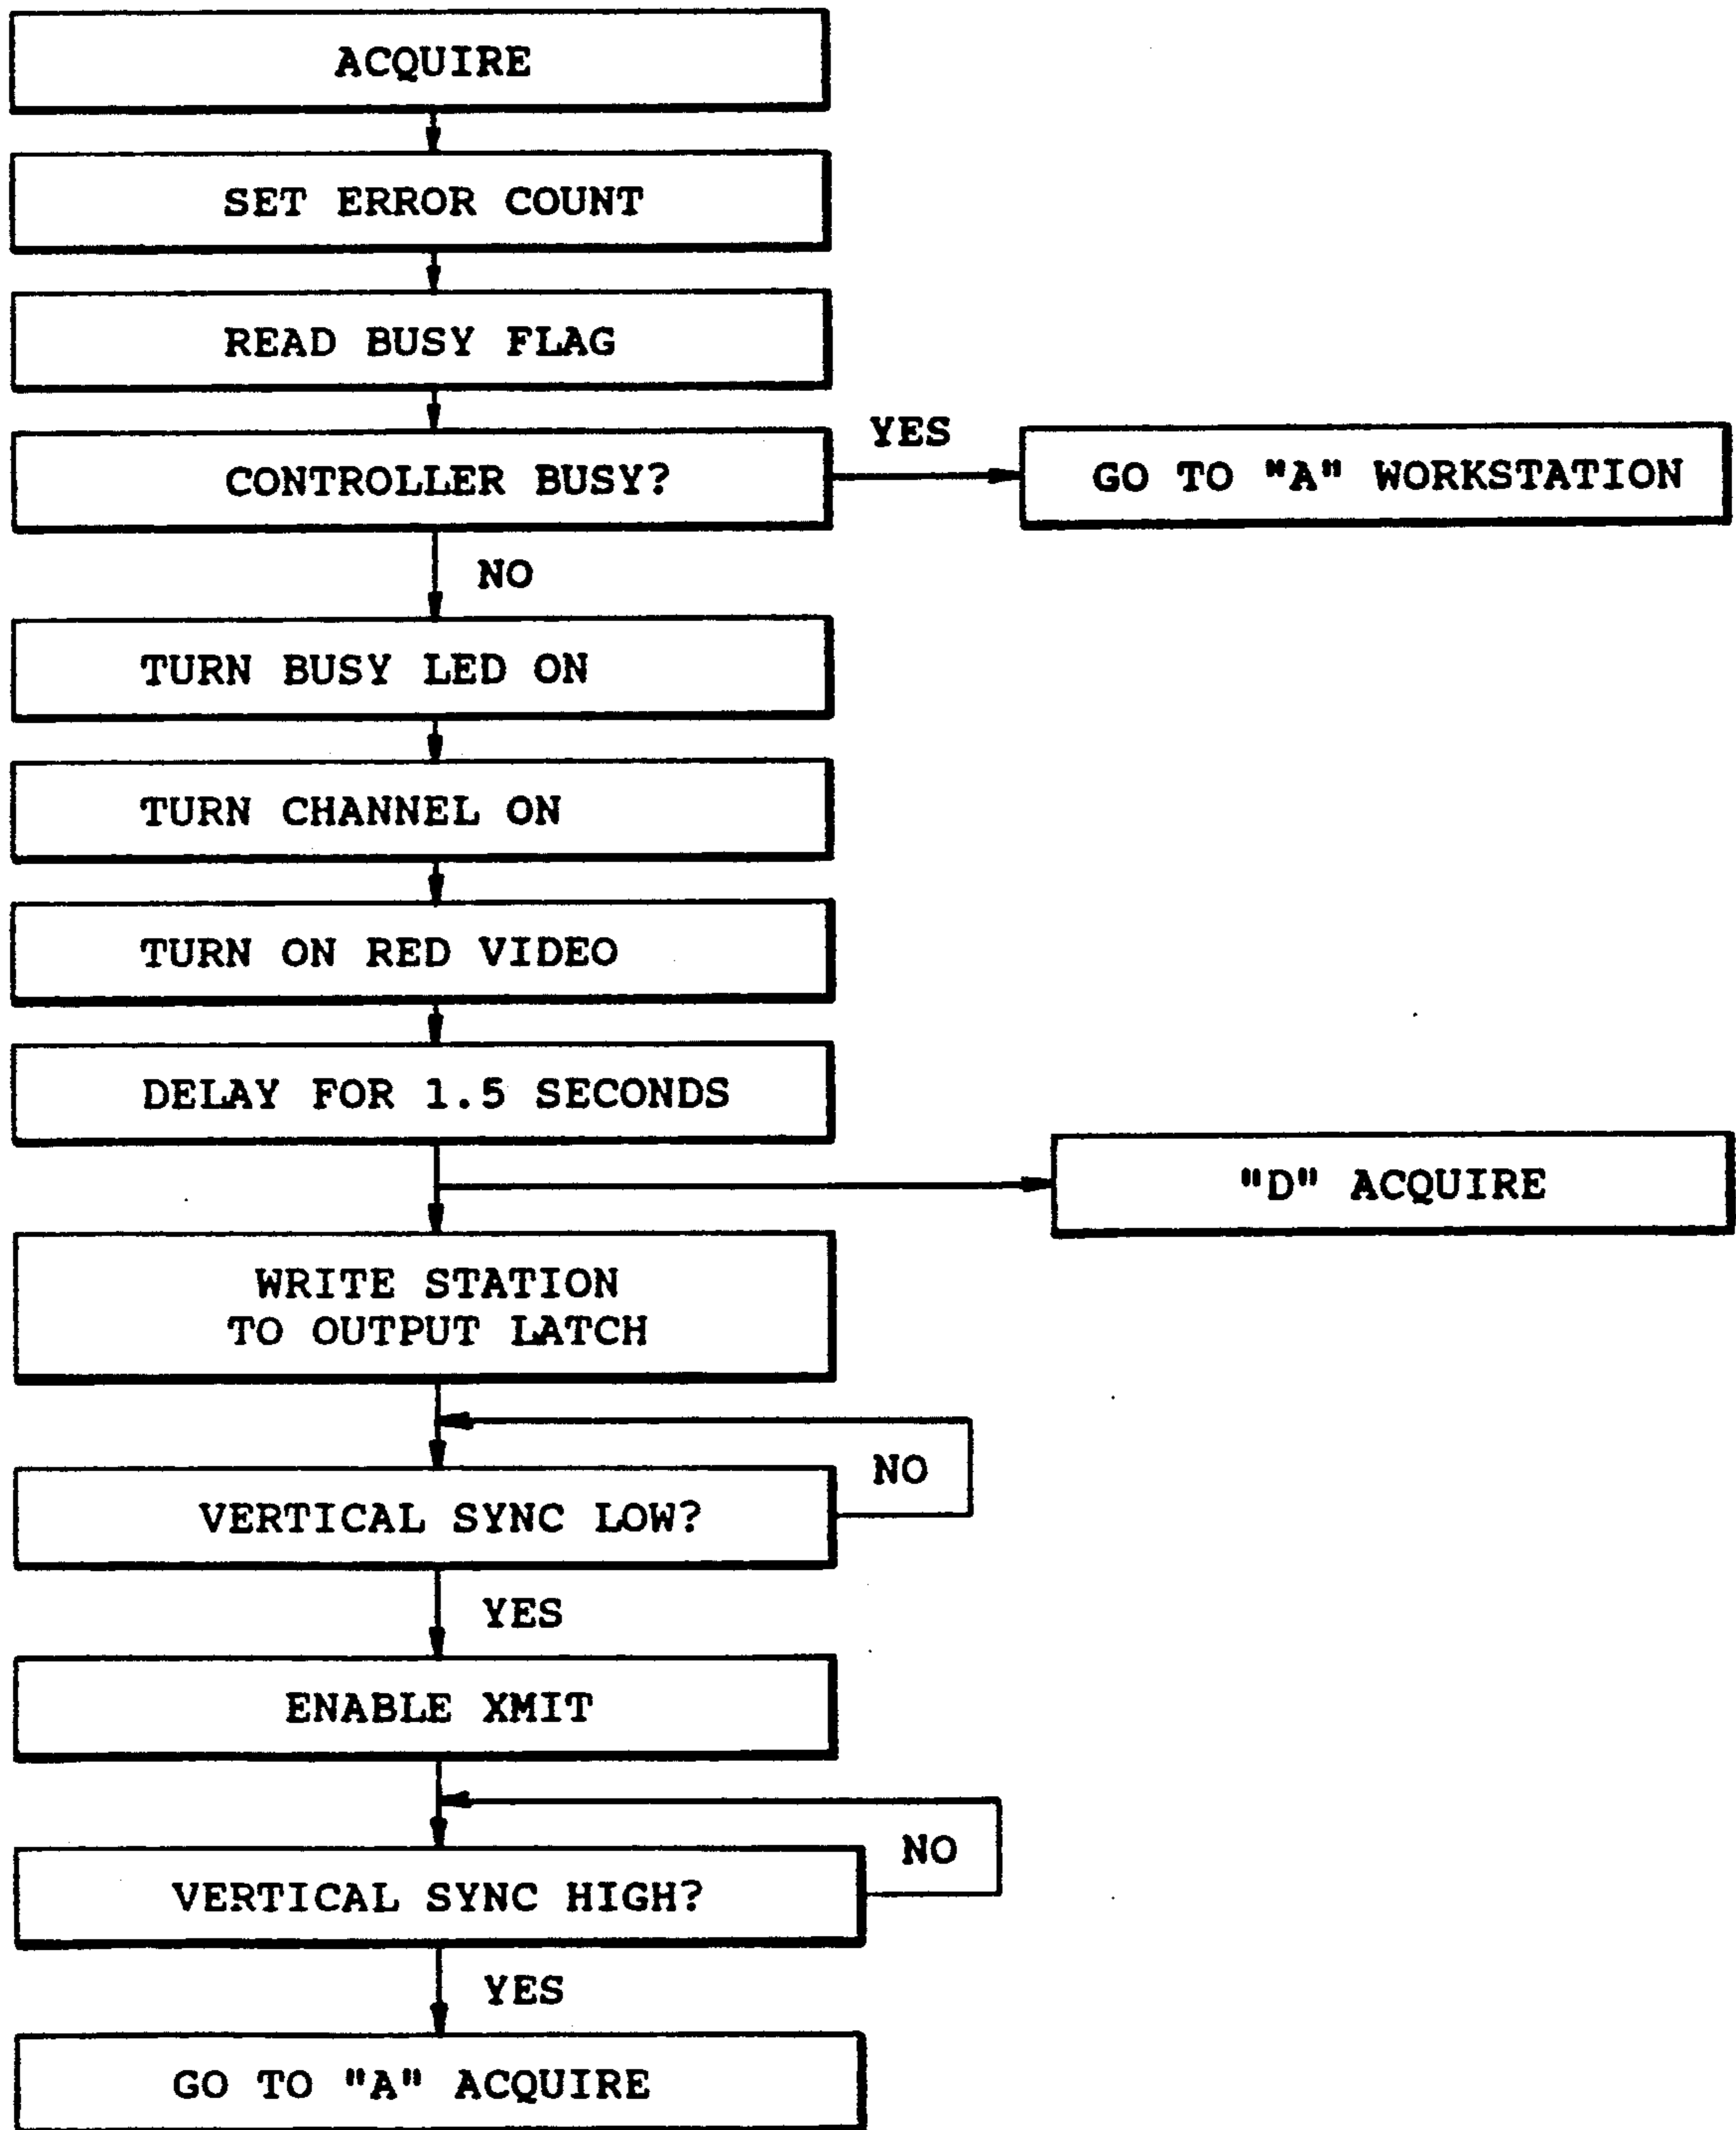 ACQUIRE
SET ERROR COUNT
READ BUSY FLAG
CONTROLLER BUSY?
YES
GO TO "A" WORKSTATION
NO
TURN BUSY LED ON
TURN CHANNEL ON
TURN ON RED VIDEO
DELAY FOR 1.5 SECONDS
"D" ACQUIRE
WRITE STATION
TO OUTPUT LATCH
NO
VERTICAL SYNC LOW?
YES
ENABLE XMIT
NO
VERTICAL SYNC HIGH?
YES
GO TO "A" ACQUIRE